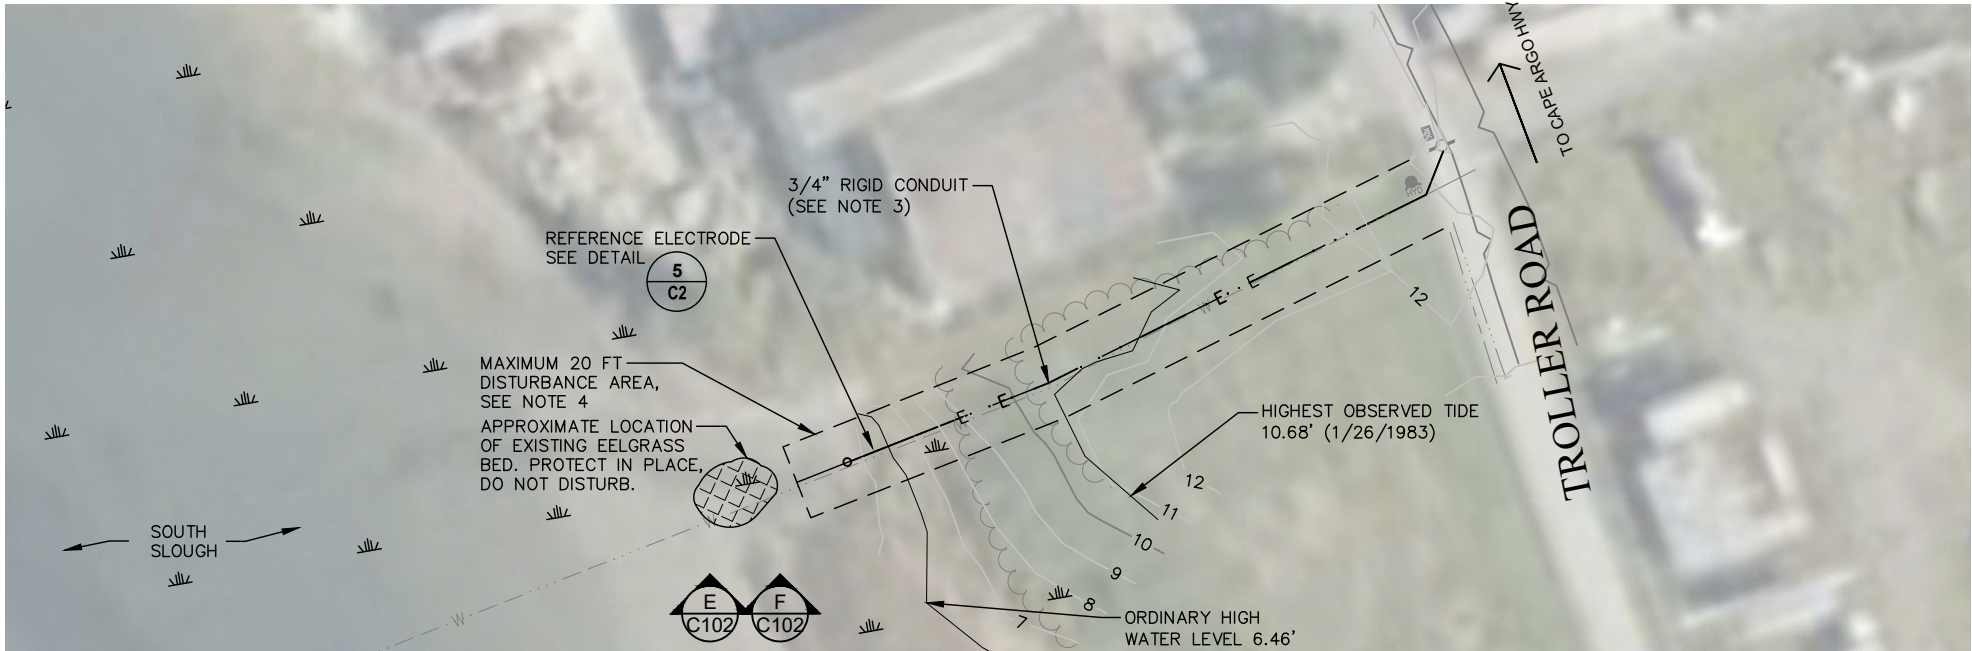 TO CAPE ARGO HWY
HYD
3/4” RIGID CONDUIT
(SEE NOTE 3)
REFERENCE ELECTRODE
SEE DETAIL
5
C2
E
E
W
12
TROLLER ROAD
MAXIMUM 20 FT
DISTURBANCE AREA,
SEE NOTE 4
E
E
APPROXIMATE LOCATION
OF EXISTING EELGRASS
BED. PROTECT IN PLACE,
DO NOT DISTURB.
HIGHEST OBSERVED TIDE
10.68’ (1/26/1983)
12
11
10
9
8
7
SOUTH
SLOUGH
W
W
E
C102
F
C102
ORDINARY HIGH
WATER LEVEL 6.46’